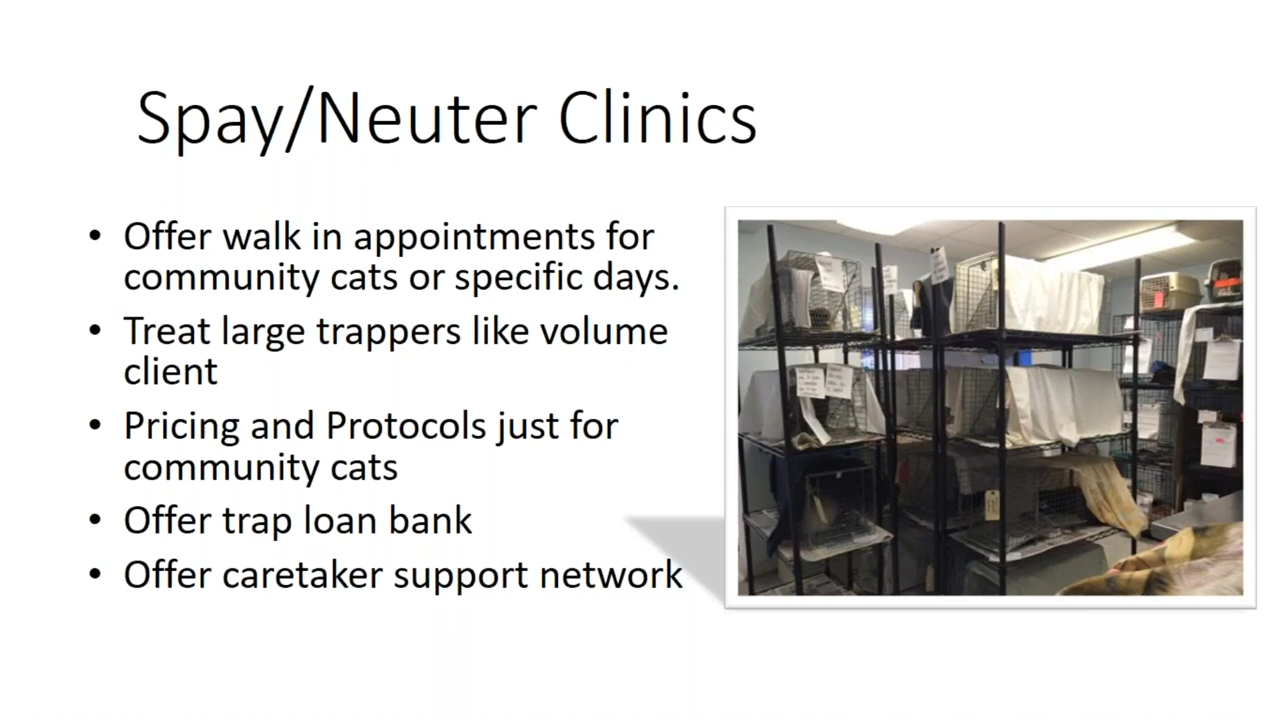 Spay/Neuter Clinics
• Offer walk in appointments for
community cats or specific days.
• Treat large trappers like volume
client
• Pricing and Protocols just for
community cats
• Offer trap loan bank
• Offer caretaker support network